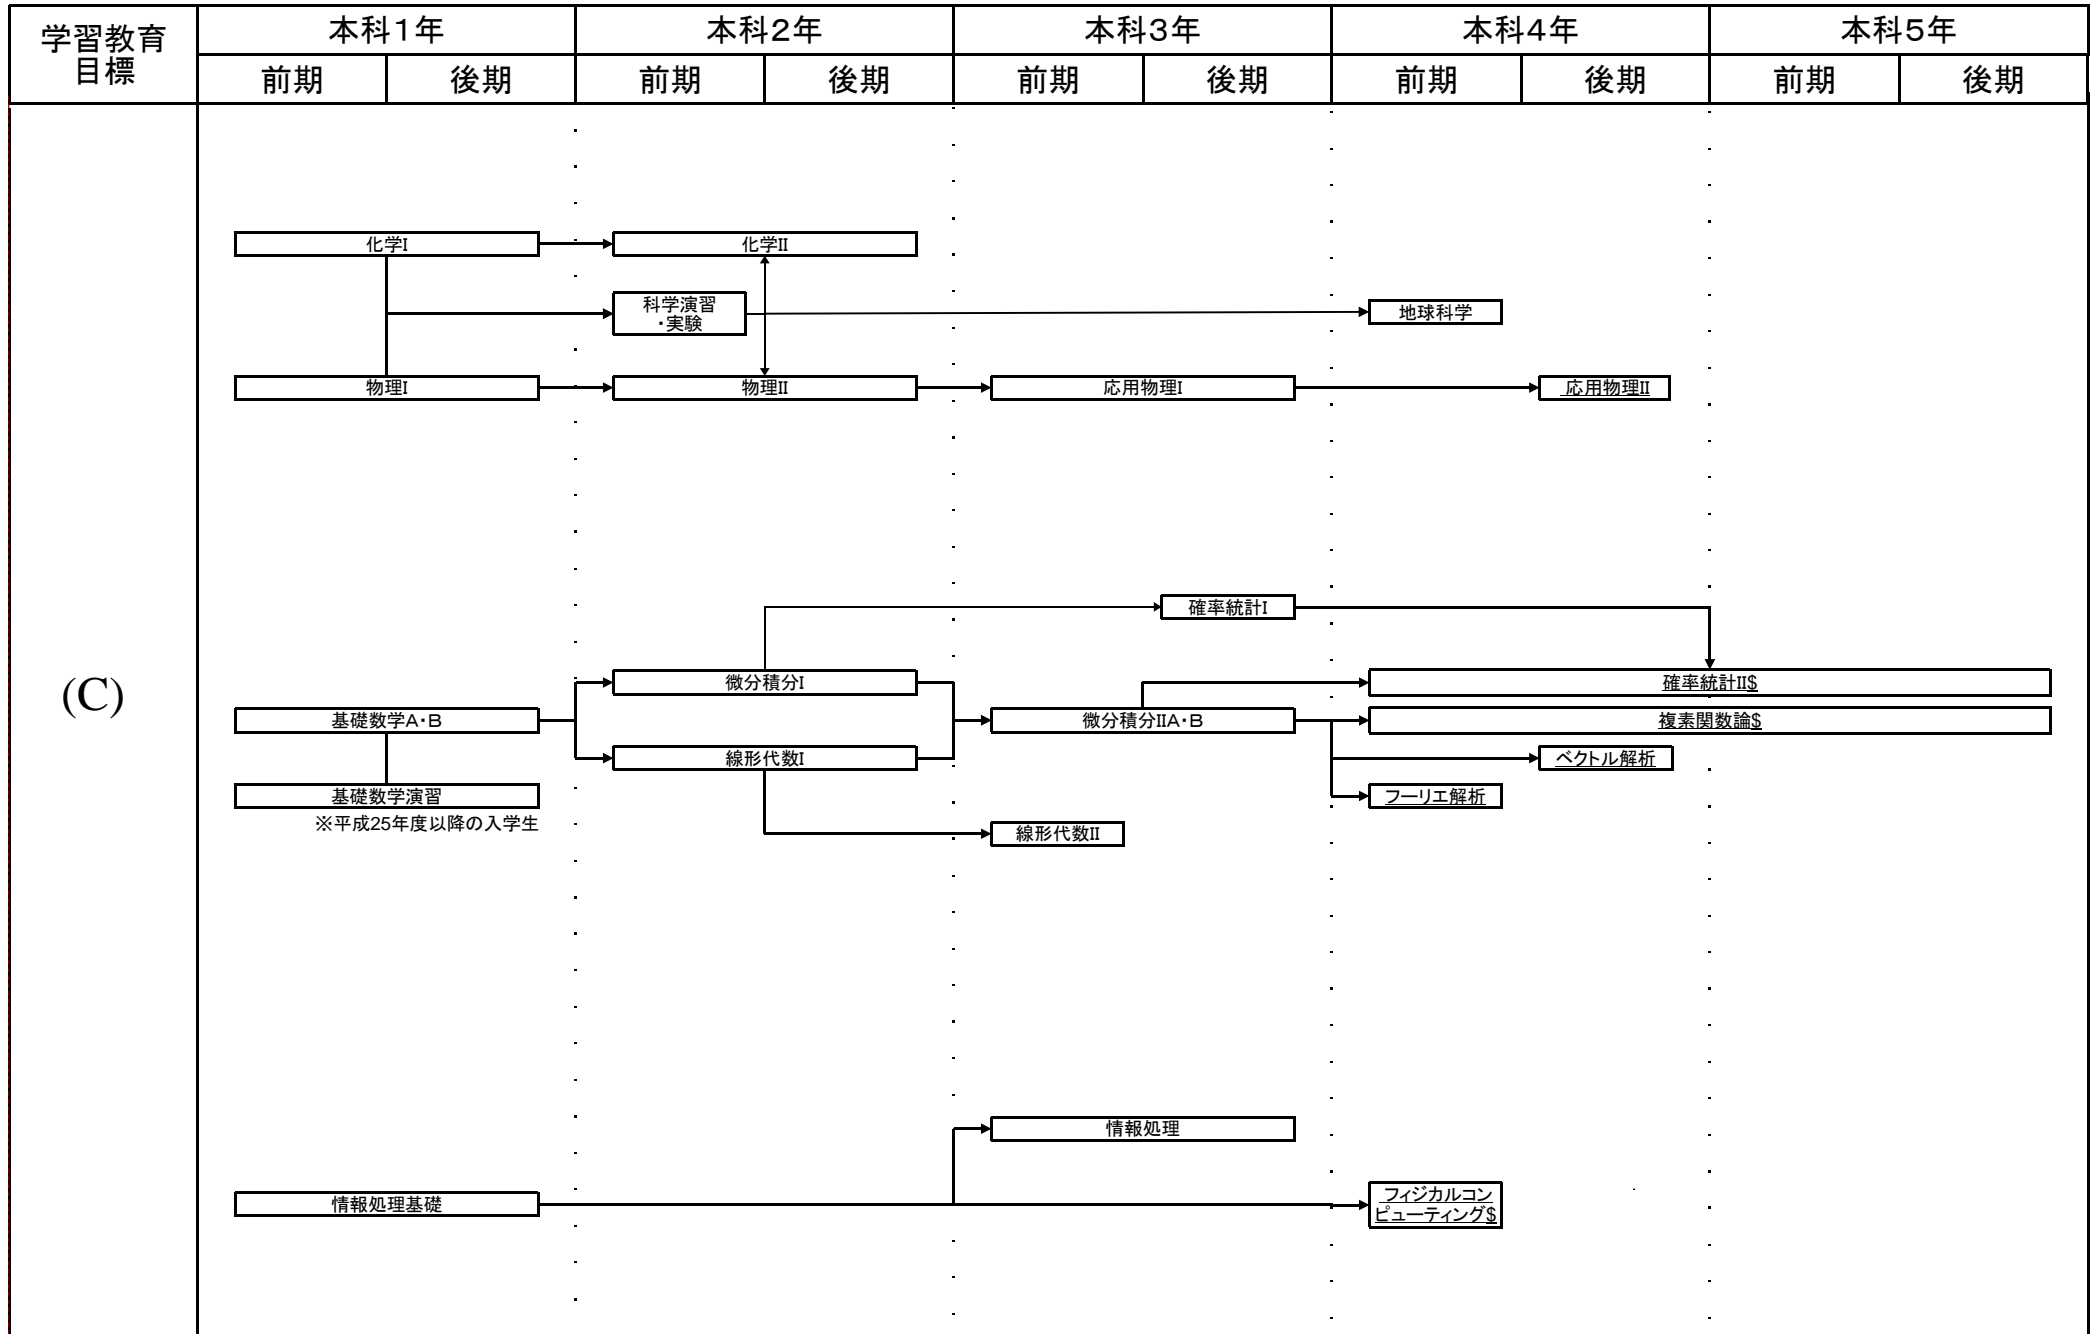 学習教育
目標
本科1年
本科2年
本科3年
本科4年
本科5年
前期
後期
前期
後期
前期
後期
前期
後期
前期
後期
(C)
化学I
化学II
科学演習
・実験
地球科学
物理I
物理II
応用物理I
応用物理II
確率統計I
微分積分I
確率統計II$
基礎数学A・B
微分積分IIA・B
複素関数論$
線形代数I
ベクトル解析
基礎数学演習
フーリエ解析
※平成25年度以降の入学生
線形代数II
情報処理
情報処理基礎
フィジカルコン
ピューティング$